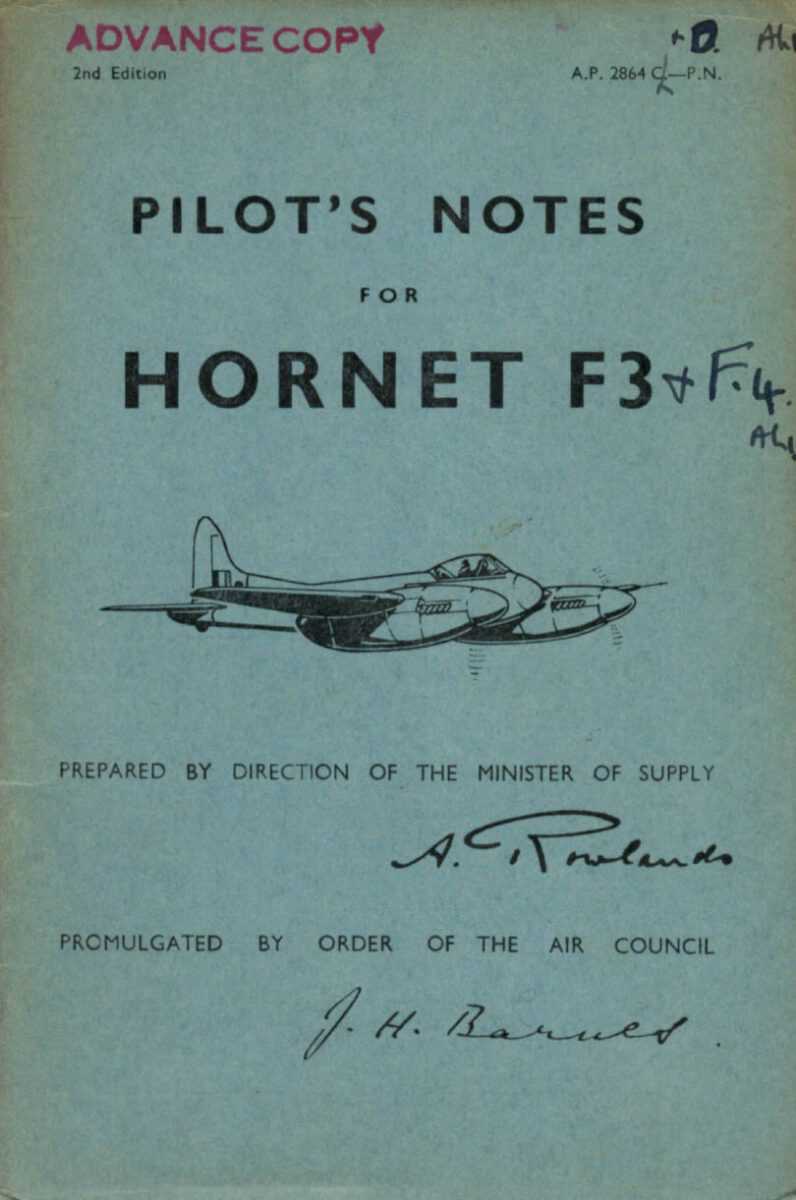 ADVANCE COPY + D.
2nd Edition A.P. 2864 C.—P.N.
PILOT'S NOTES
FOR
HORNET F3 + F.4.
PREPARED BY DIRECTION OF THE MINISTER OF SUPPLY
A. Rowlands
PROMULGATED BY ORDER OF THE AIR COUNCIL
J. H. Barnes.